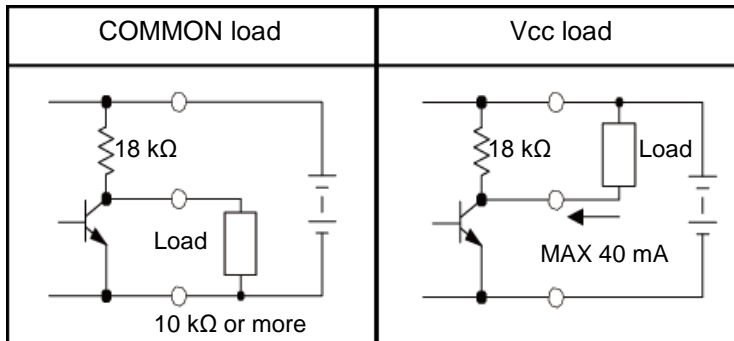 COMMON load
Vcc load
18 kΩ
Load
10 kΩ or more
18 kΩ
Load
MAX 40 mA